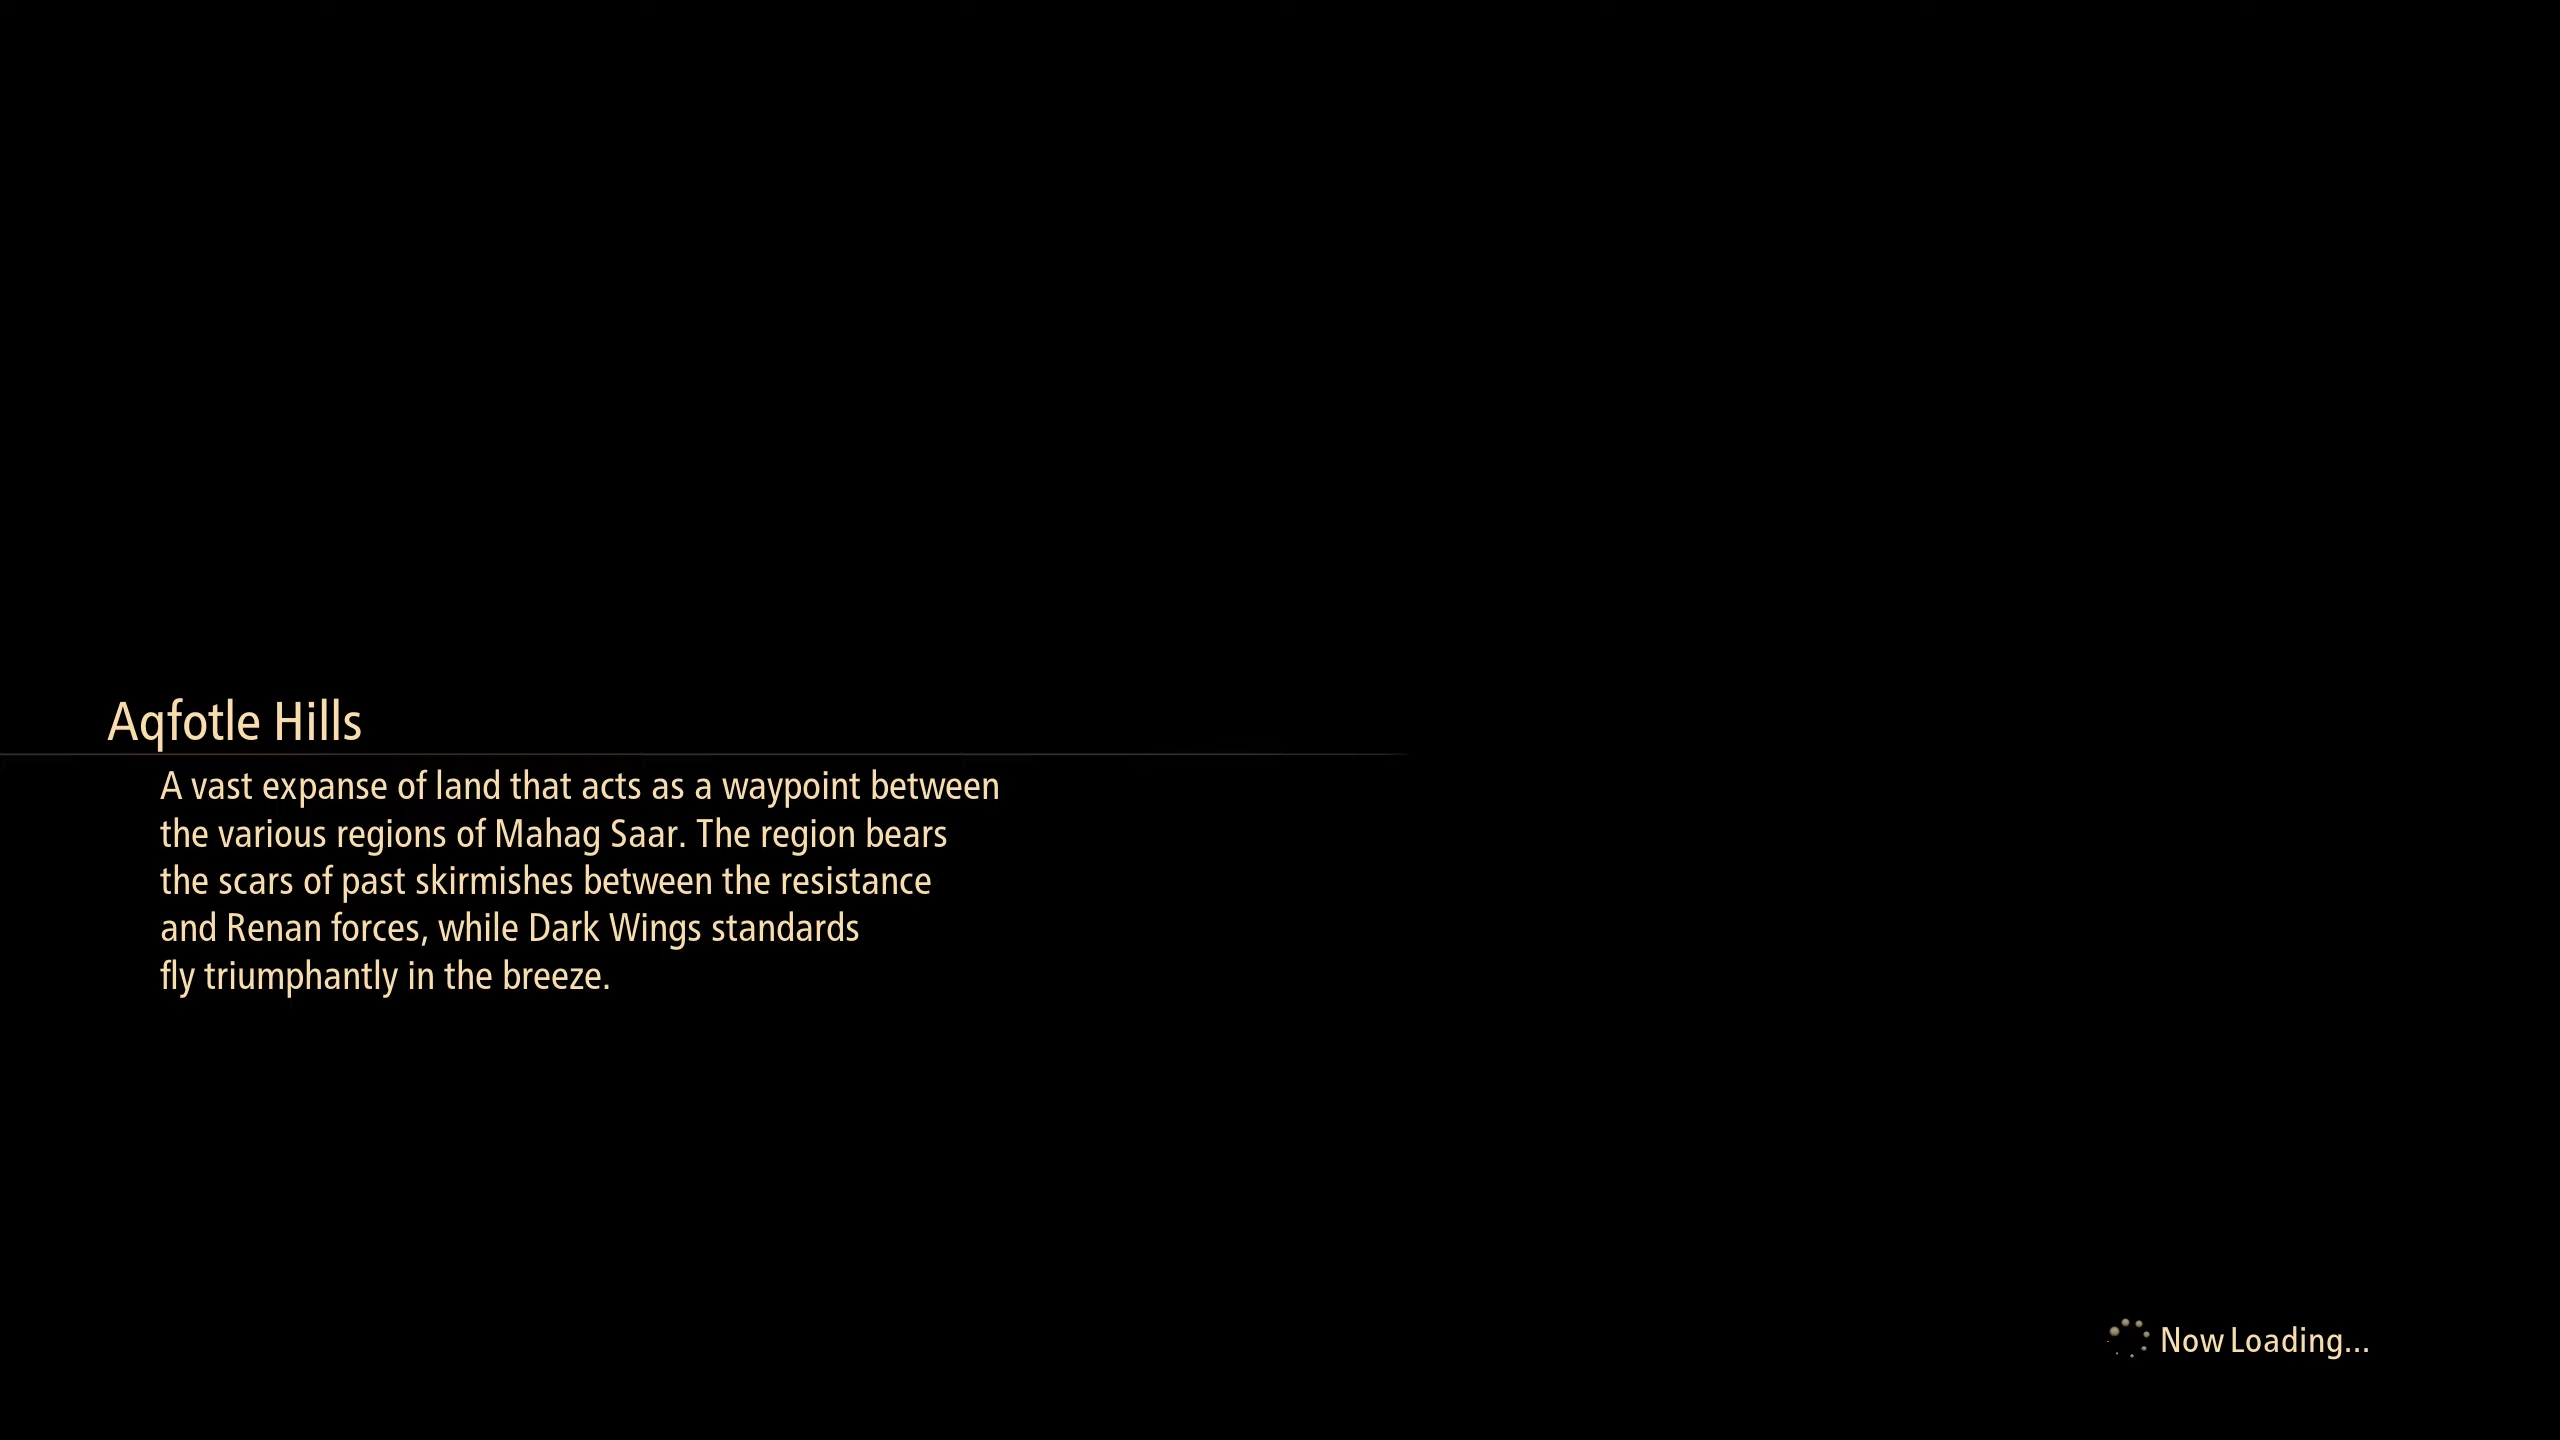 Aqfotle Hills
A vast expanse of land that acts as a waypoint between
the various regions of Mahag Saar. The region bears
the scars of past skirmishes between the resistance
and Renan forces, while Dark Wings standards
fly triumphantly in the breeze.
Now Loading...